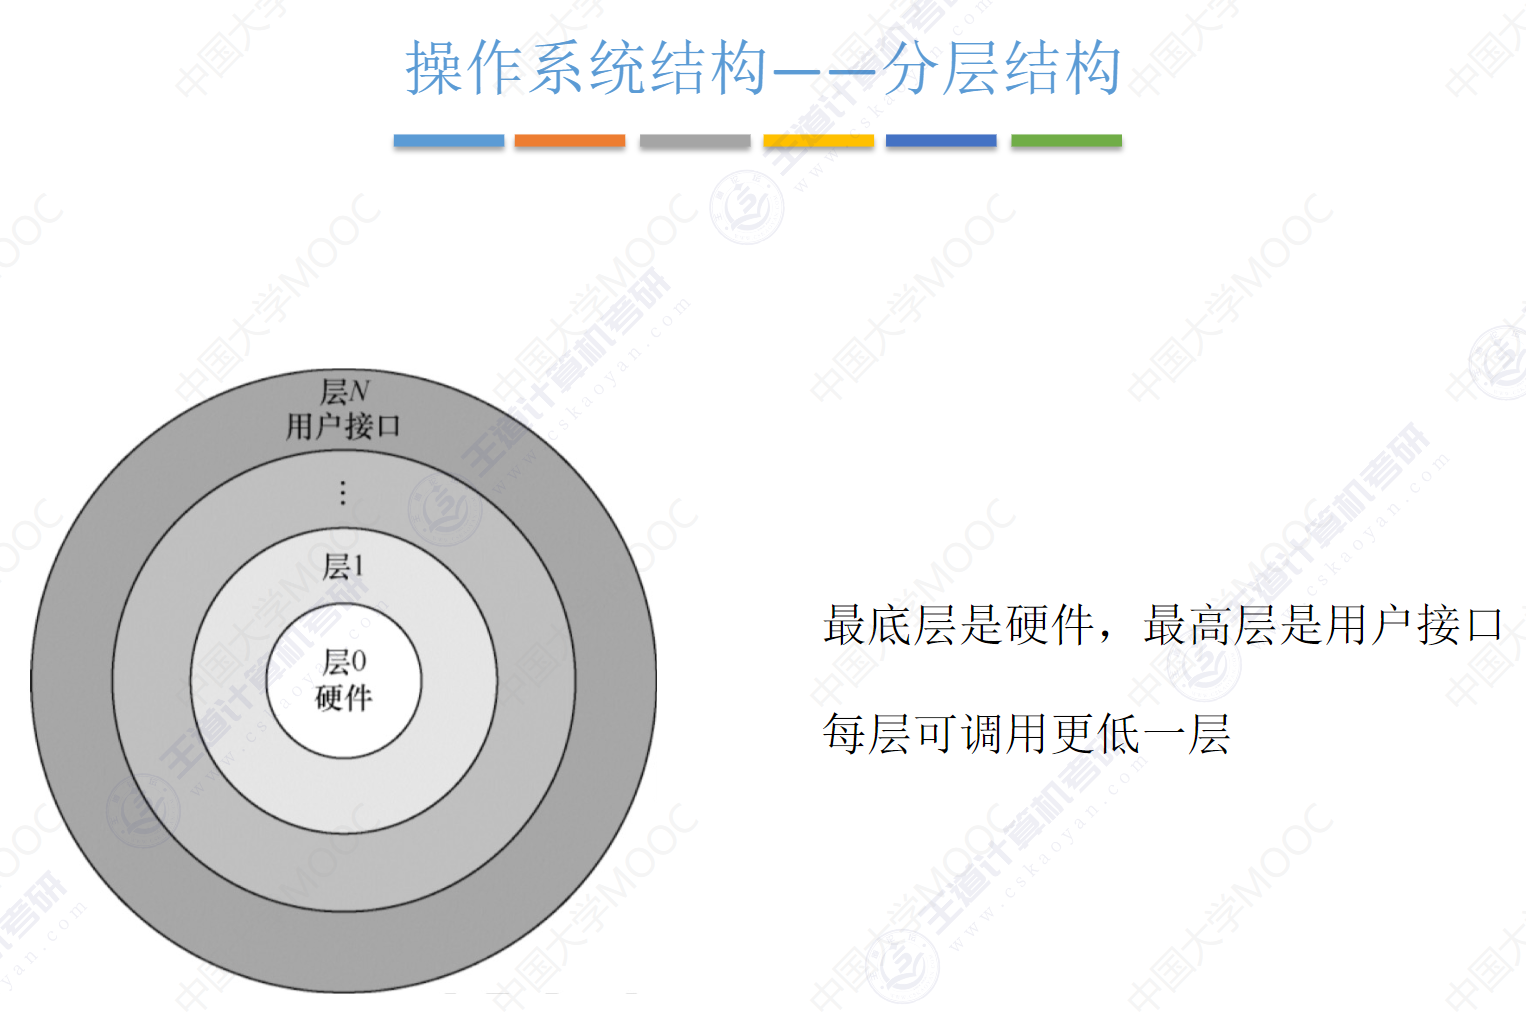 操作系统结构——分层结构
层N
用户接口
⋮
层1
层0
硬件
最底层是硬件，最高层是用户接口
每层可调用更低一层
中国大学MOOC
王道计算机考研
www.cskaoyan.com